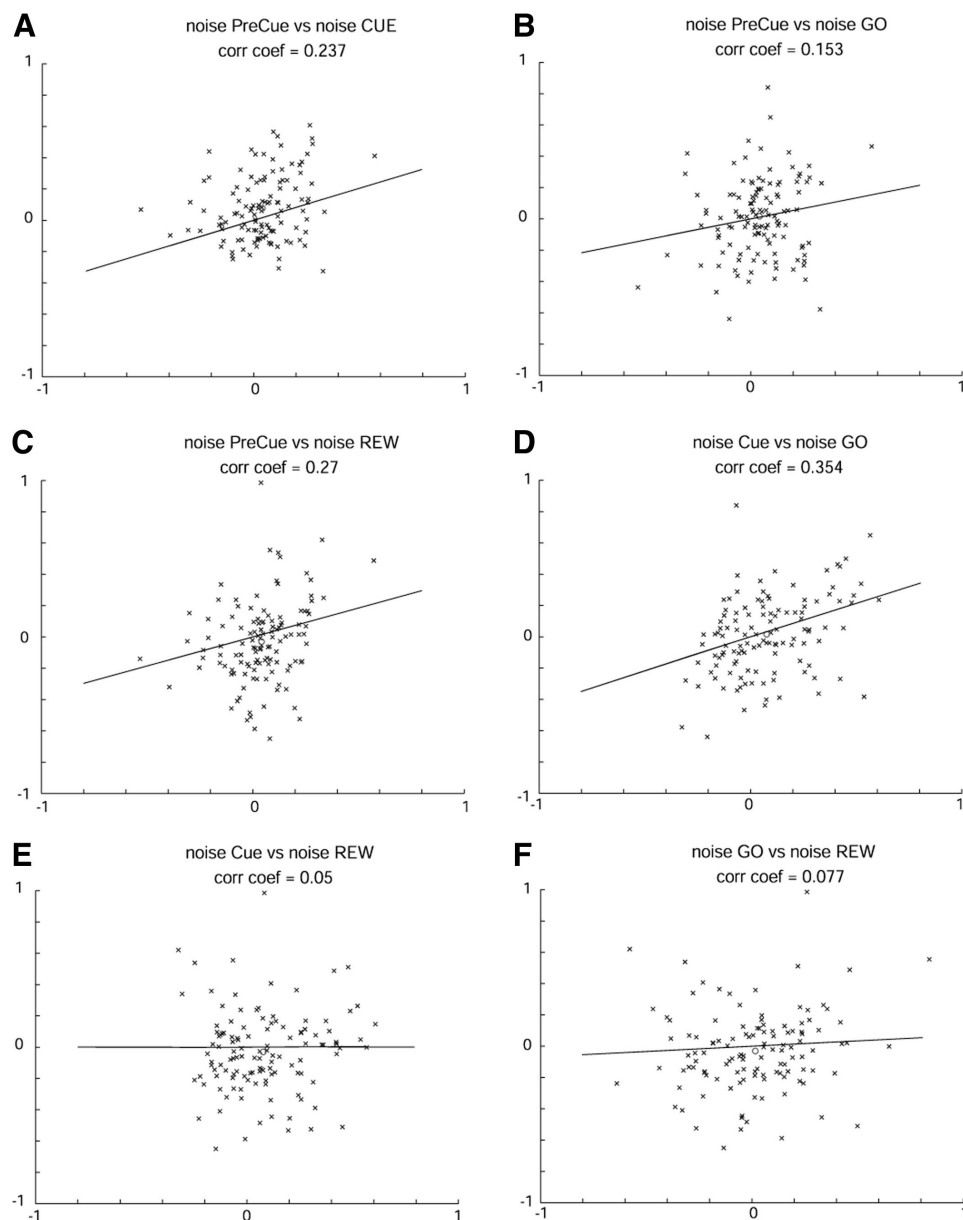 A
noise PreCue vs noise CUE
corr coef = 0.237
1
0
-1
-1
0
1
B
noise PreCue vs noise GO
corr coef = 0.153
1
0
-1
-1
0
1
C
noise PreCue vs noise REW
corr coef = 0.27
1
0
-1
-1
0
1
D
noise Cue vs noise GO
corr coef = 0.354
1
0
-1
-1
0
1
E
noise Cue vs noise REW
corr coef = 0.05
1
0
-1
-1
0
1
F
noise GO vs noise REW
corr coef = 0.077
1
0
-1
-1
0
1